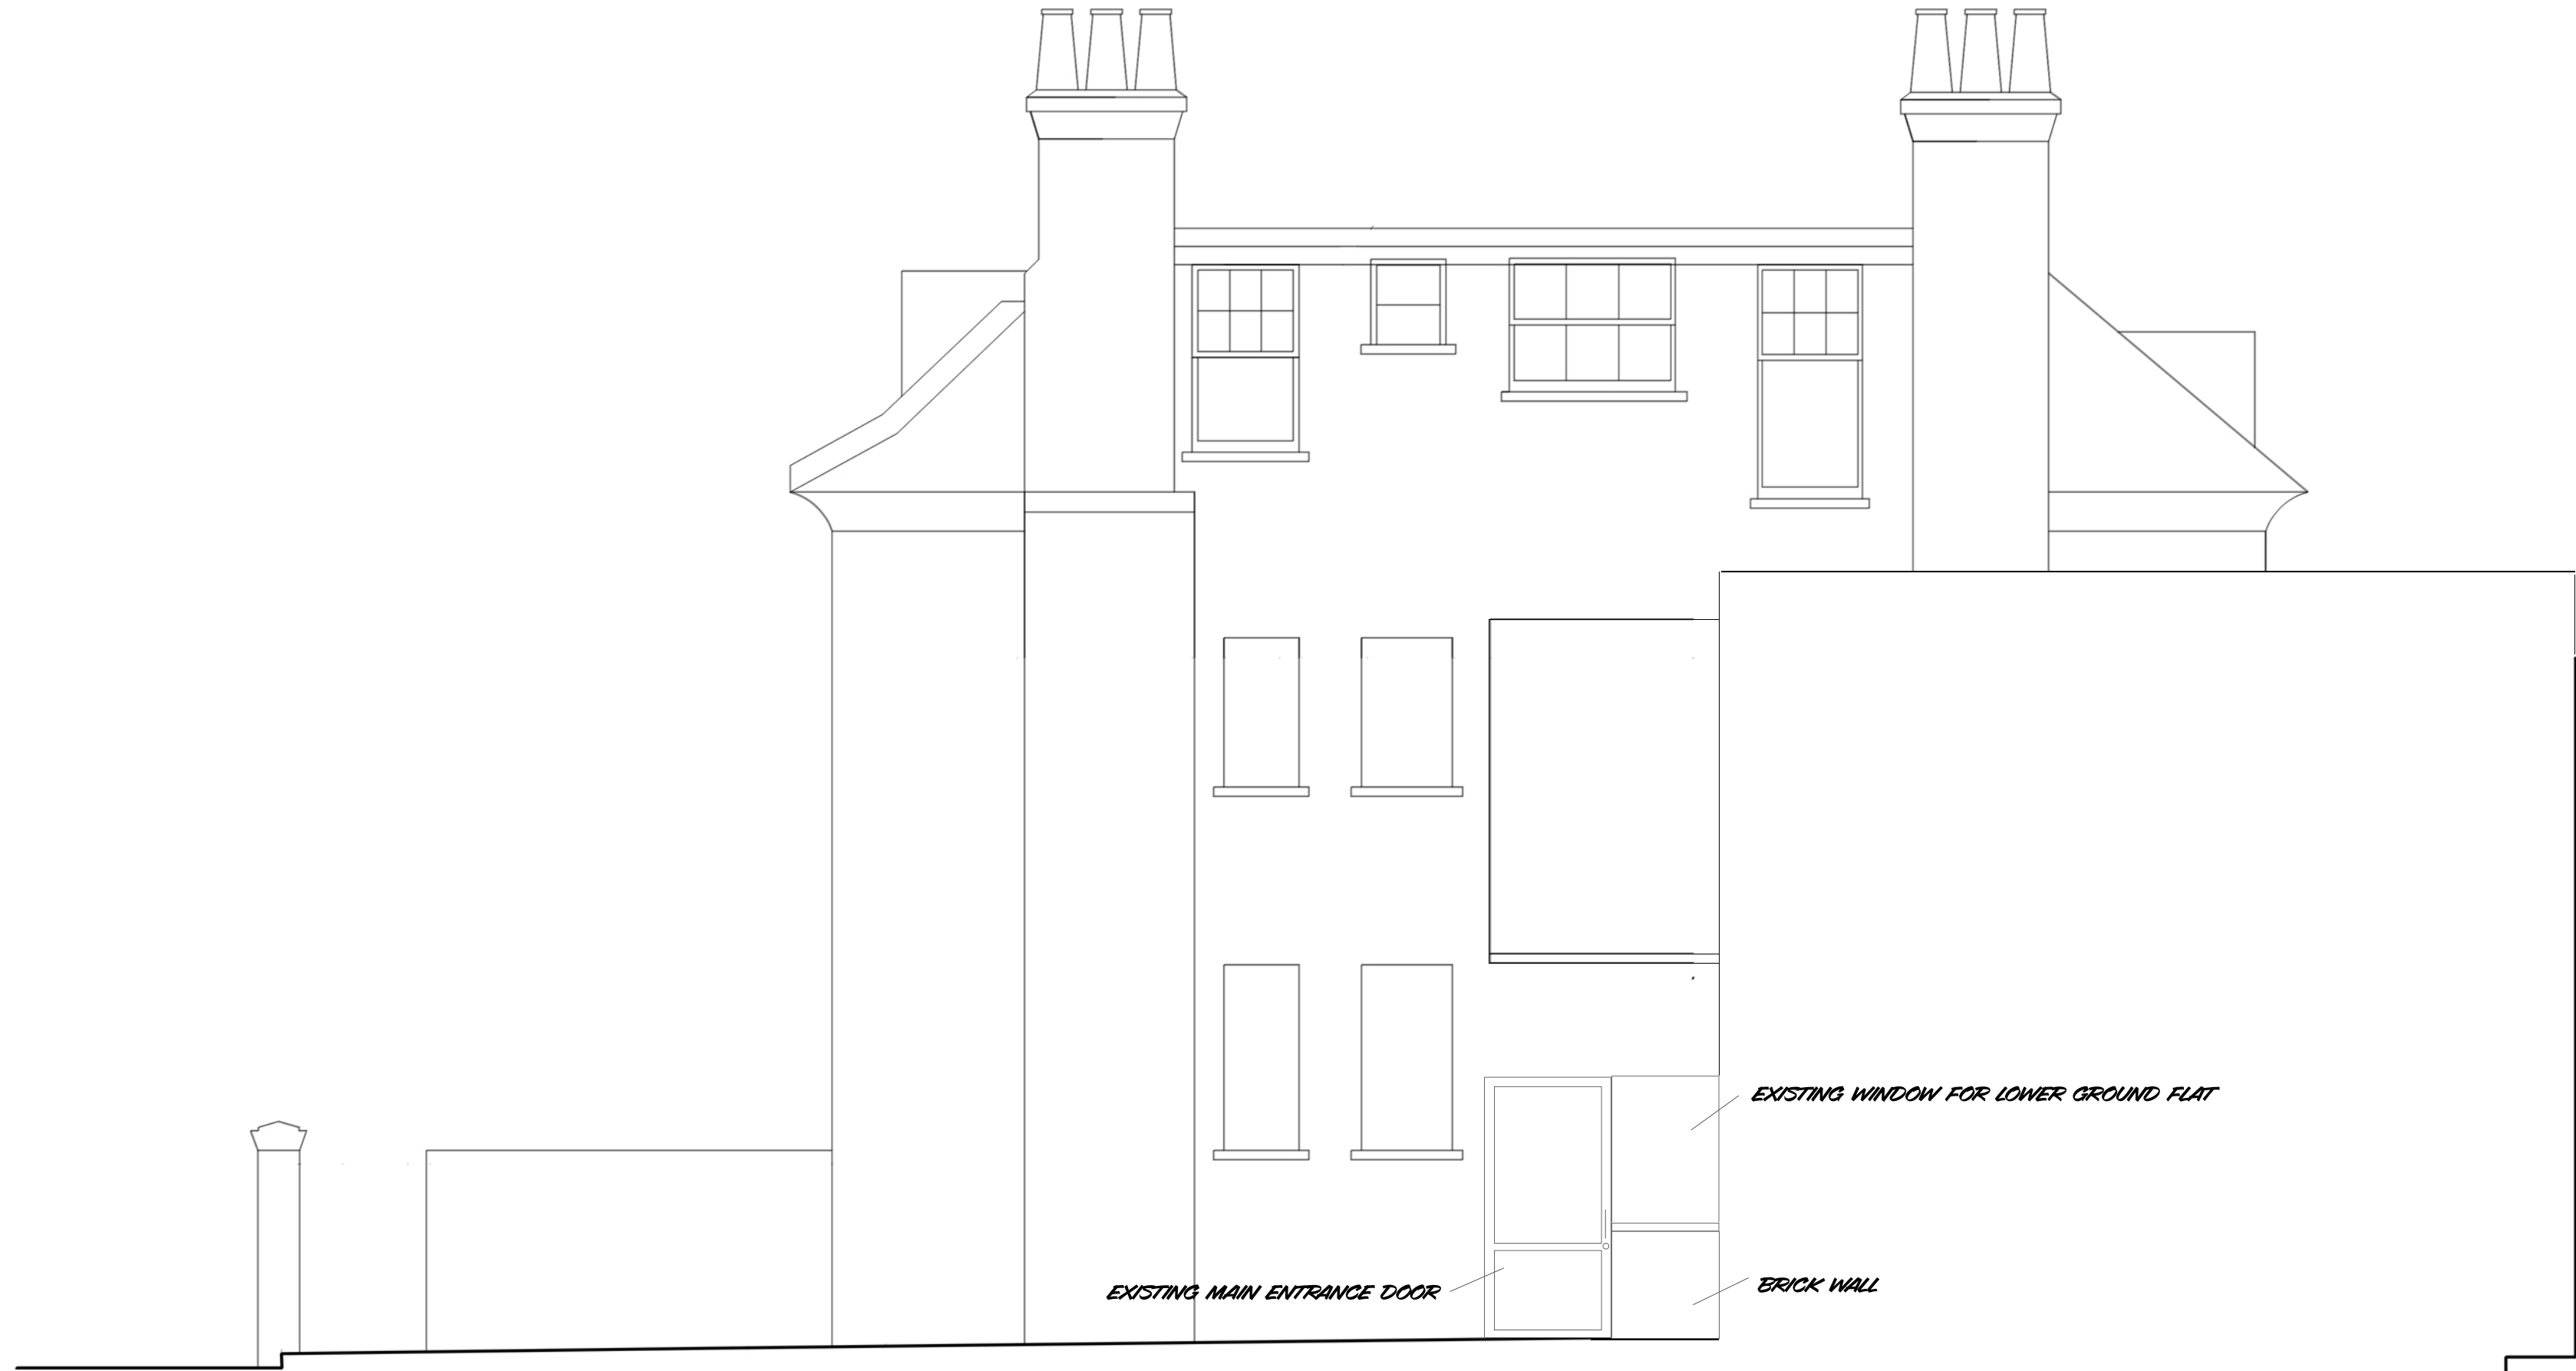 EXISTING WINDOW FOR LOWER GROUND FLAT
BRICK WALL
EXISTING MAIN ENTRANCE DOOR